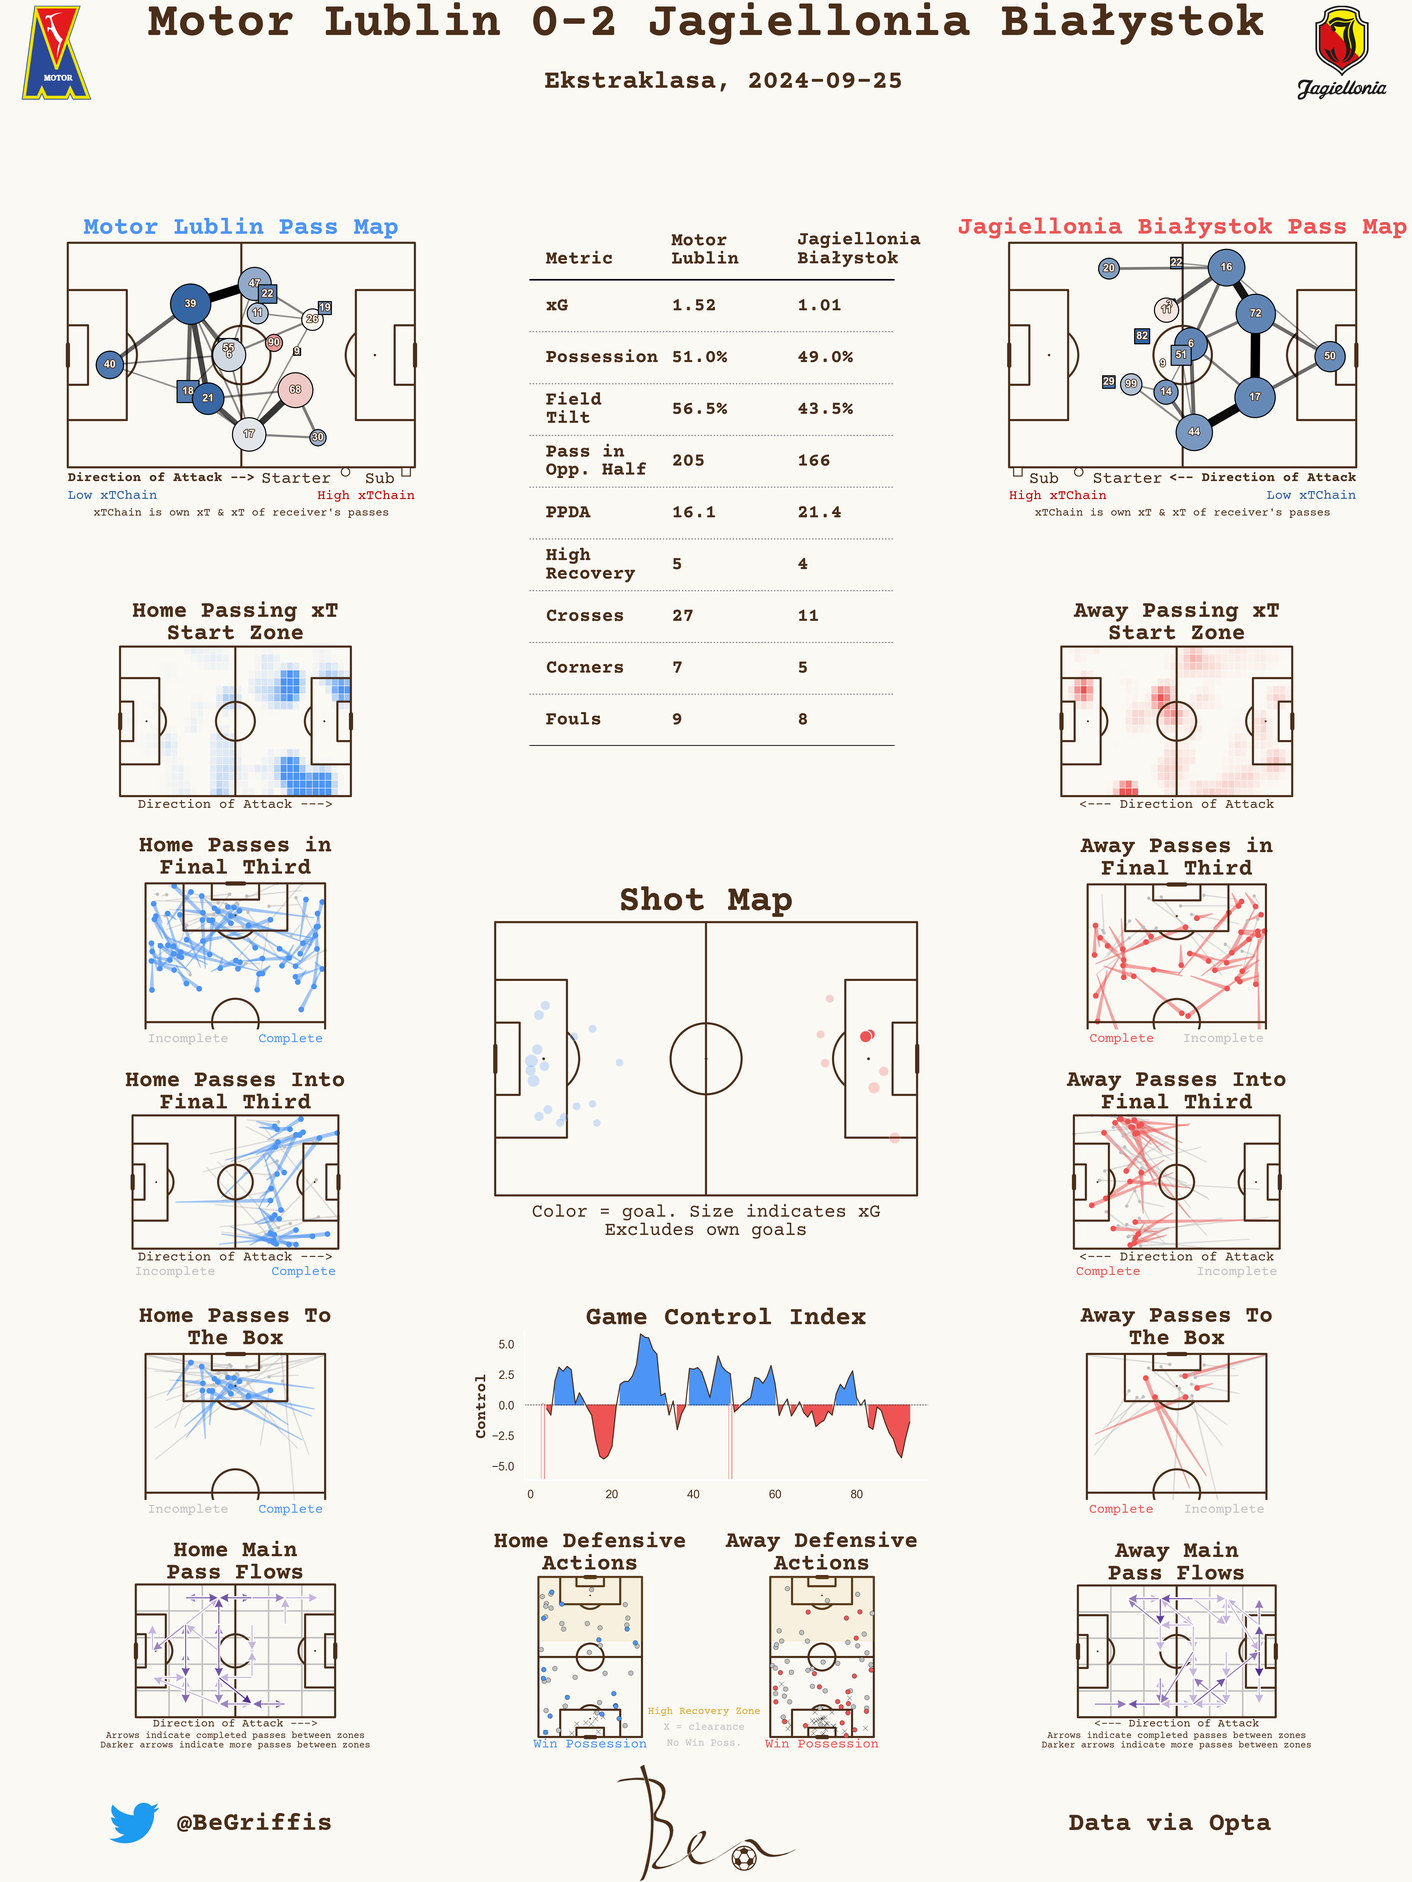 Motor Lublin 0-2 Jagiellonia Białystok
Ekstraklasa, 2024-09-25
MOTOR
Jagiellonia
Motor Lublin Pass Map
47
22
39
11
19
26
55
6
90
9
40
18
21
68
17
30
Direction of Attack -->
Starter
Sub
Low xTChain
High xTChain
xTChain is own xT & xT of receiver's passes
Metric
Motor
Lublin
Jagiellonia
Białystok
xG 1.52 1.01
Possession 51.0% 49.0%
Field
Tilt
56.5% 43.5%
Pass in
Opp. Half
205 166
PPDA 16.1 21.4
High
Recovery
5 4
Crosses 27 11
Corners 7 5
Fouls 9 8
Jagiellonia Białystok Pass Map
20
22
16
11
72
82
6
51
9
50
29
99
14
17
44
Sub
Starter
<-- Direction of Attack
High xTChain
Low xTChain
xTChain is own xT & xT of receiver's passes
Home Passing xT
Start Zone
Direction of Attack --->
Away Passing xT
Start Zone
<--- Direction of Attack
Home Passes in
Final Third
Incomplete
Complete
Shot Map
Color = goal. Size indicates xG
Excludes own goals
Away Passes in
Final Third
Complete
Incomplete
Home Passes Into
Final Third
Direction of Attack --->
Incomplete
Complete
Away Passes Into
Final Third
<--- Direction of Attack
Complete
Incomplete
Home Passes To
The Box
Incomplete
Complete
Game Control Index
Control
5.0
2.5
0.0
−2.5
−5.0
0 20 40 60 80
Away Passes To
The Box
Complete
Incomplete
Home Main
Pass Flows
Direction of Attack --->
Arrows indicate completed passes between zones
Darker arrows indicate more passes between zones
Home Defensive
Actions
Win Possession
High Recovery Zone
X = clearance
No Win Poss.
Away Defensive
Actions
Win Possession
Away Main
Pass Flows
<--- Direction of Attack
Arrows indicate completed passes between zones
Darker arrows indicate more passes between zones
@BeGriffis
Ben
Data via Opta